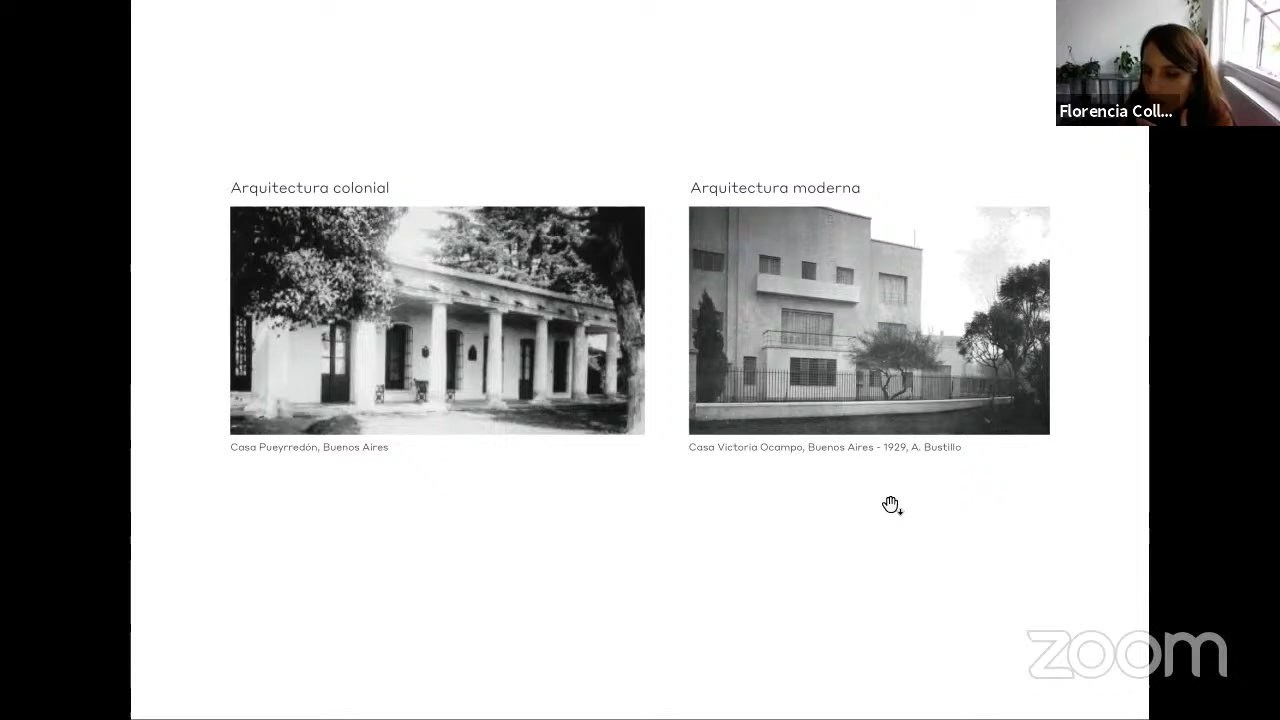 Florencia Coll...
Arquitectura colonial
Arquitectura moderna
Casa Pueyrredón, Buenos Aires
Casa Victoria Ocampo, Buenos Aires - 1929, A. Bustillo
zoom